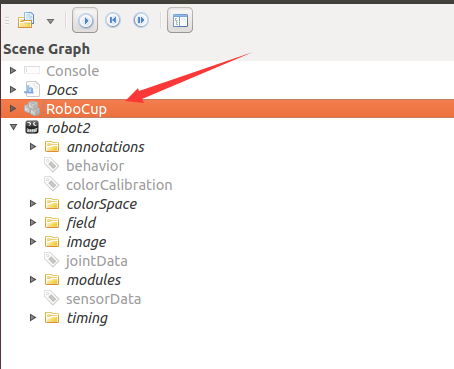 Scene Graph
Console
Docs
RoboCup
robot2
annotations
behavior
colorCalibration
colorSpace
field
image
jointData
modules
sensorData
timing